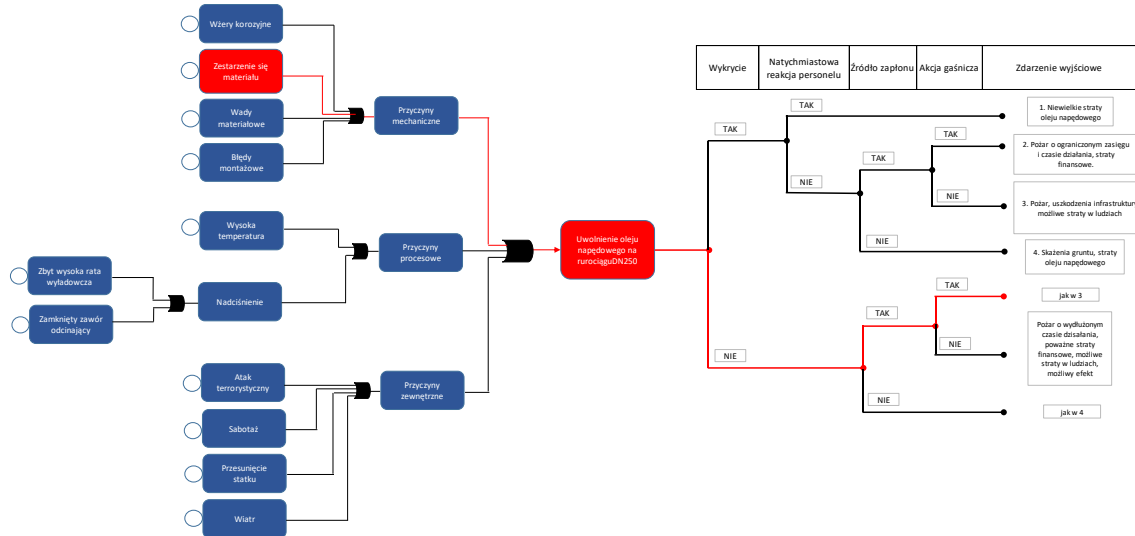 Wżery korozyjne
Zestarzenie się
materiału
Wady
materiałowe
Błędy
montażowe
Przyczyny
mechaniczne
Wysoka
temperatura
Przyczyny
procesowe
Zbyt wysoka rata
wyładowcza
Nadciśnienie
Zamknięty zawór
odcinający
Atak
terrorystyczny
Przyczyny
zewnętrzne
Sabotaż
Przesunięcie
statku
Wiatr
Uwolnienie oleju
napędowego na
rurociąguDN250
Wykrycie
Natychmiastowa
reakcja personelu
Źródło zapłonu
Akcja gaśnicza
Zdarzenie wyjściowe
TAK
1. Niewielkie straty
oleju napędowego
TAK
TAK
TAK
2. Pożar o ograniczonym zasięgu
i czasie działania, straty
finansowe.
NIE
NIE
3. Pożar, uszkodzenia infrastruktury
możliwe straty w ludziach
NIE
4. Skażenia gruntu, straty
oleju napędowego
TAK
jak w 3
TAK
NIE
Pożar o wydłużonym
czasie dzisałania,
poważne straty
finansowe, możliwe
straty w ludziach,
możliwy efekt
NIE
NIE
jak w 4